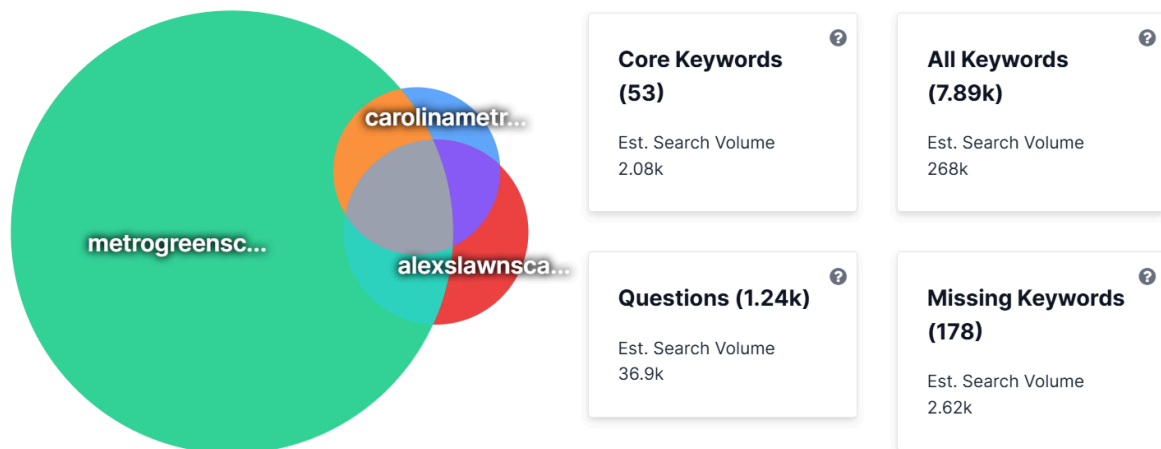 carolinametr...
metrogreensc...
alexslawnsca...
Core Keywords
(53)
Est. Search Volume
2.08k
All Keywords
(7.89k)
Est. Search Volume
268k
Questions (1.24k)
Est. Search Volume
36.9k
Missing Keywords
(178)
Est. Search Volume
2.62k